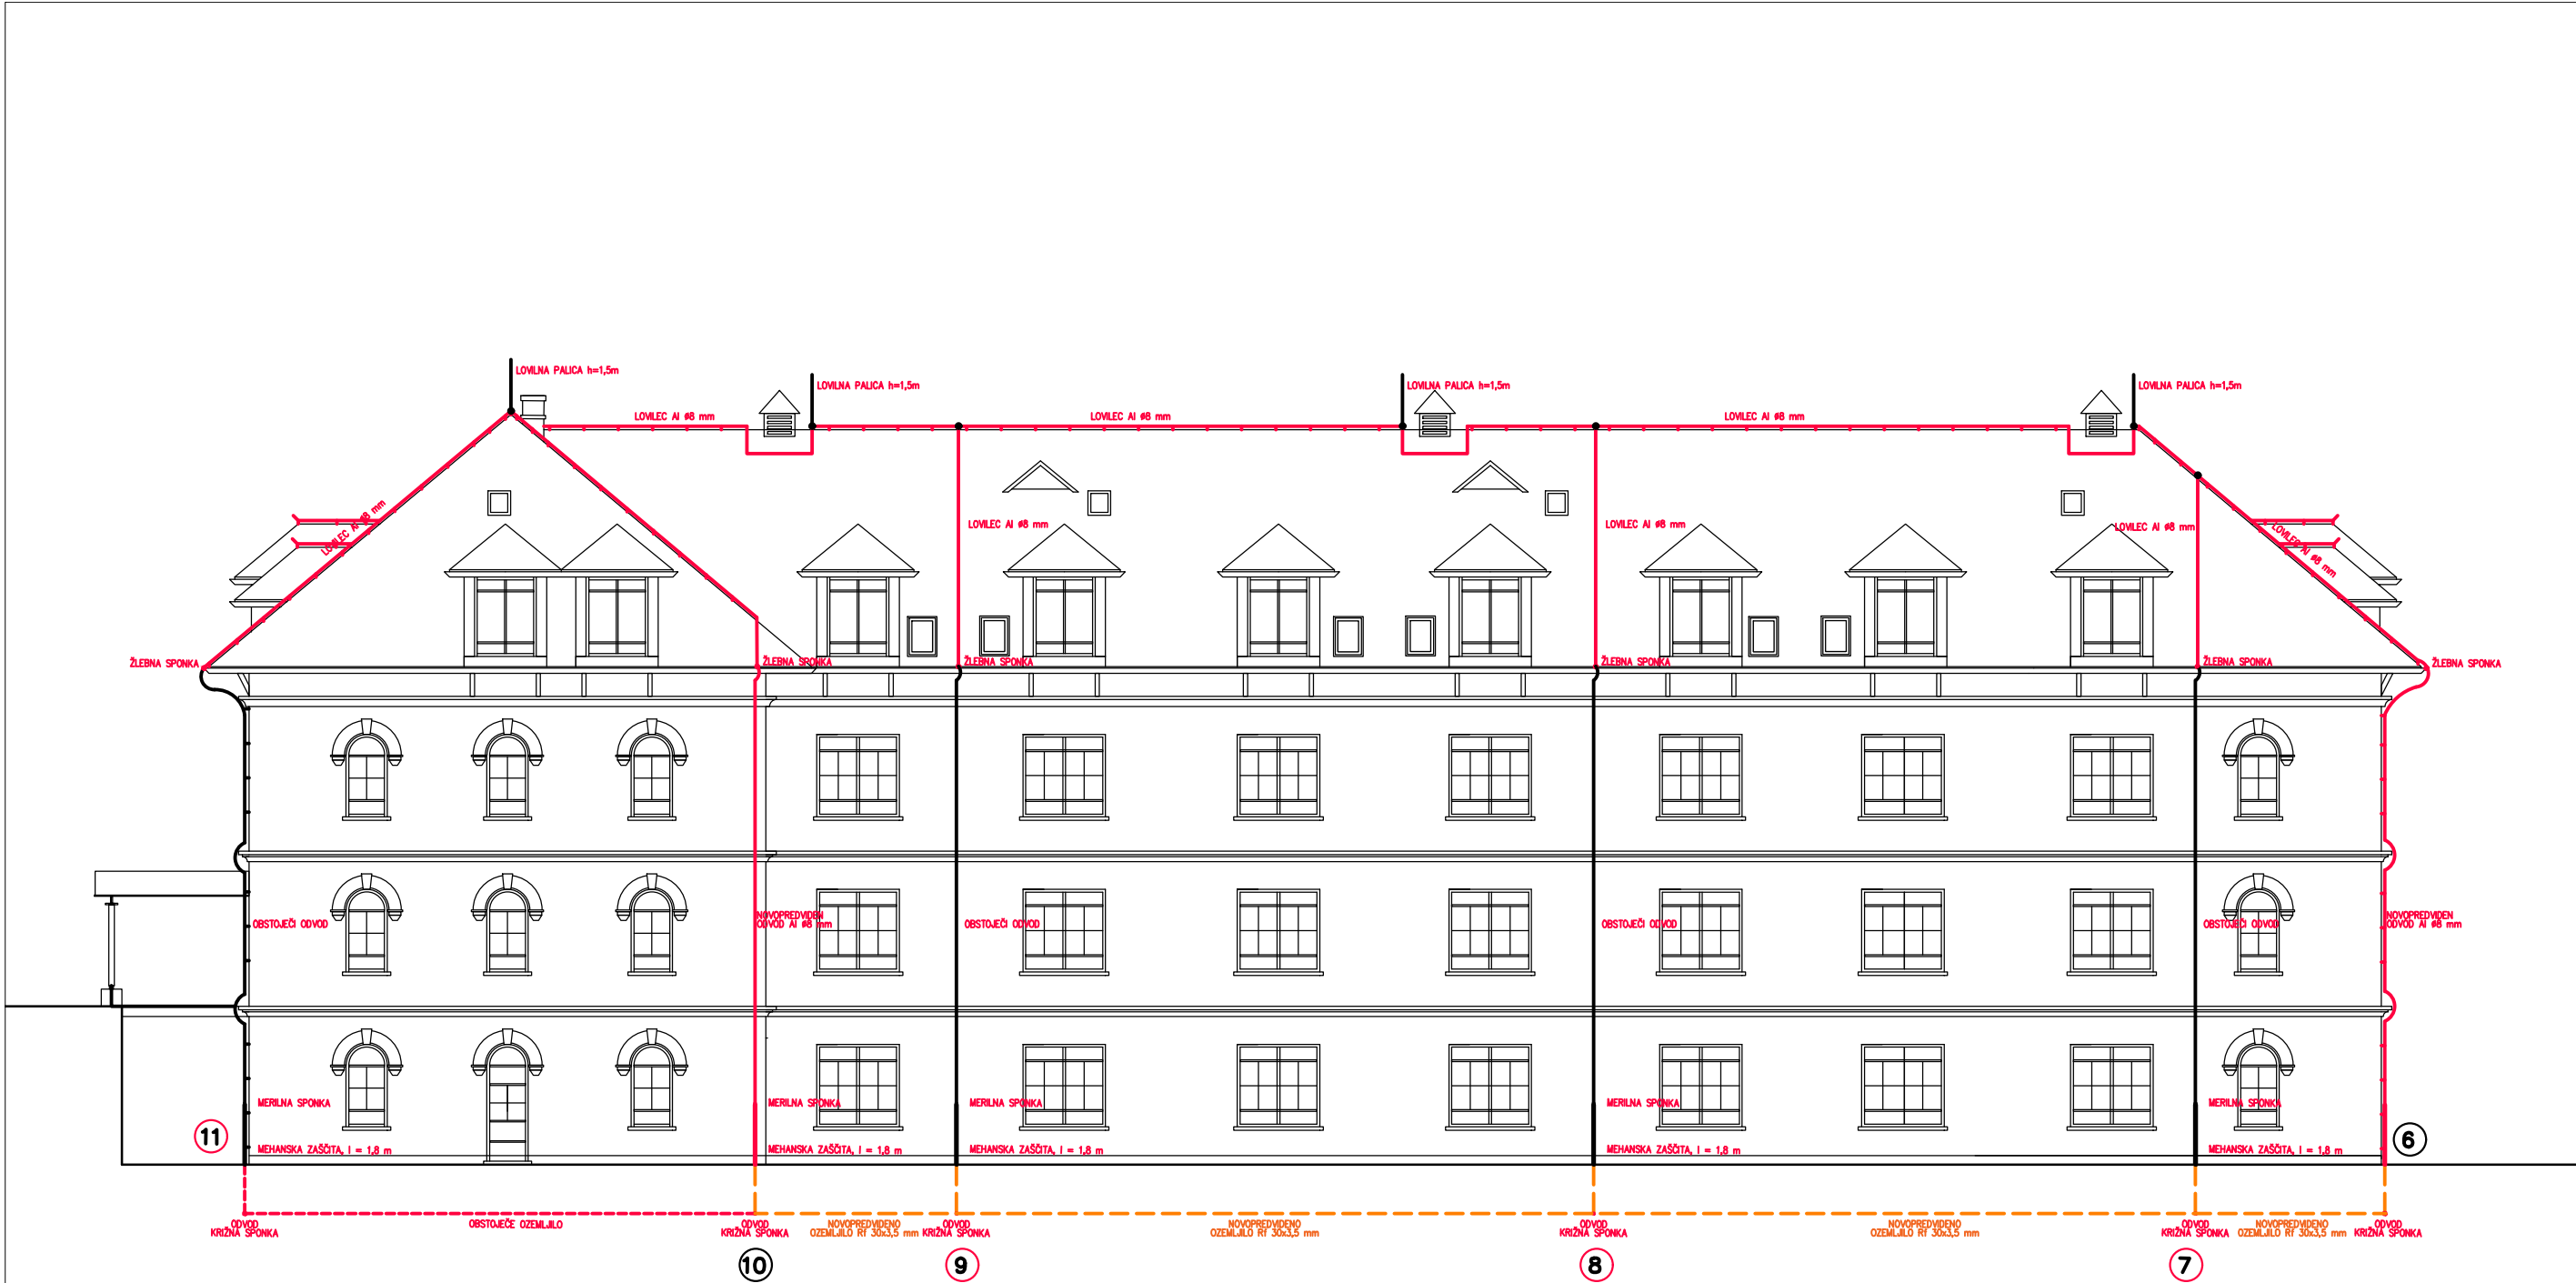 LOVILNA PALICA h=1,5m
LOVILNA PALICA h=1,5m
LOVILNA PALICA h=1,5m
LOVILNA PALICA h=1,5m
LOVILEC Al ø8 mm
LOVILEC Al ø8 mm
LOVILEC Al ø8 mm
LOVILEC Al ø8 mm
LOVILEC Al ø8 mm
LOVILEC Al ø8 mm
LOVILEC Al ø8 mm
LOVILEC Al ø8 mm
ŽLEBNA SPONKA
ŽLEBNA SPONKA
ŽLEBNA SPONKA
ŽLEBNA SPONKA
ŽLEBNA SPONKA
ŽLEBNA SPONKA
OBSTOJEČI ODVOD
NOVOPREDVIDEN
ODVOD Al ø8 mm
OBSTOJEČI ODVOD
OBSTOJEČI ODVOD
OBSTOJEČI ODVOD
NOVOPREDVIDEN
ODVOD Al ø8 mm
MERILNA SPONKA
MERILNA SPONKA
MERILNA SPONKA
MERILNA SPONKA
MERILNA SPONKA
11
6
MEHANSKA ZAŠČITA, l = 1,8 m
MEHANSKA ZAŠČITA, l = 1,8 m
MEHANSKA ZAŠČITA, l = 1,8 m
MEHANSKA ZAŠČITA, l = 1,8 m
MEHANSKA ZAŠČITA, l = 1,8 m
ODVOD
KRIŽNA SPONKA
OBSTOJEČE OZEMLJILO
ODVOD
KRIŽNA SPONKA
NOVOPREDVIDENO
OZEMLJILO Rf 30x3,5 mm
ODVOD
KRIŽNA SPONKA
NOVOPREDVIDENO
OZEMLJILO Rf 30x3,5 mm
ODVOD
KRIŽNA SPONKA
NOVOPREDVIDENO
OZEMLJILO Rf 30x3,5 mm
ODVOD
KRIŽNA SPONKA
NOVOPREDVIDENO
OZEMLJILO Rf 30x3,5 mm
ODVOD
KRIŽNA SPONKA
10
9
8
7